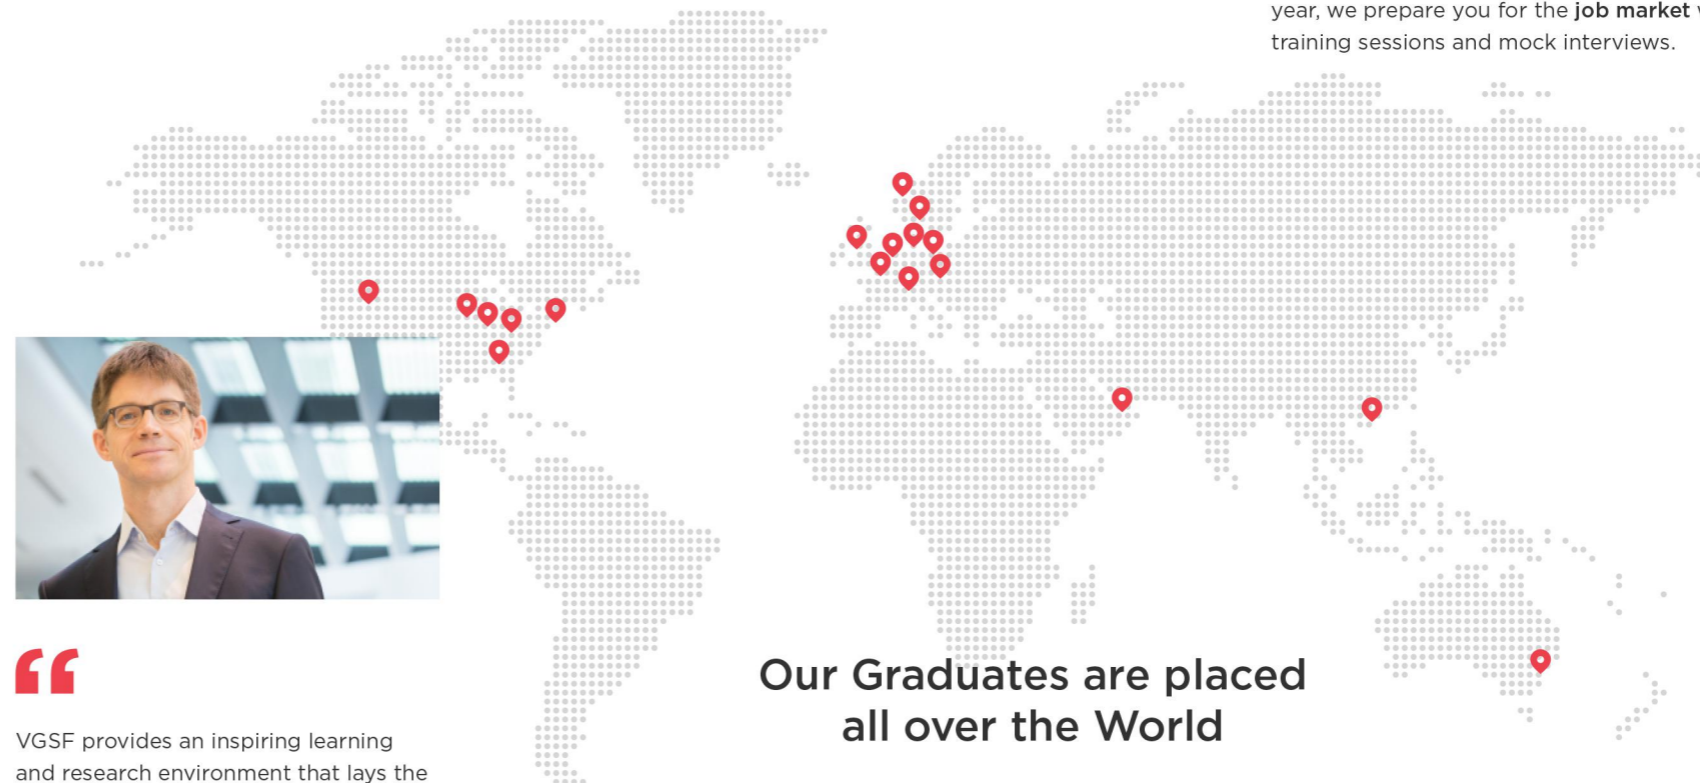 year, we prepare you for the job market
training sessions and mock interviews.
Our Graduates are placed
all over the World
“
VGSF provides an inspiring learning
and research environment that lays the